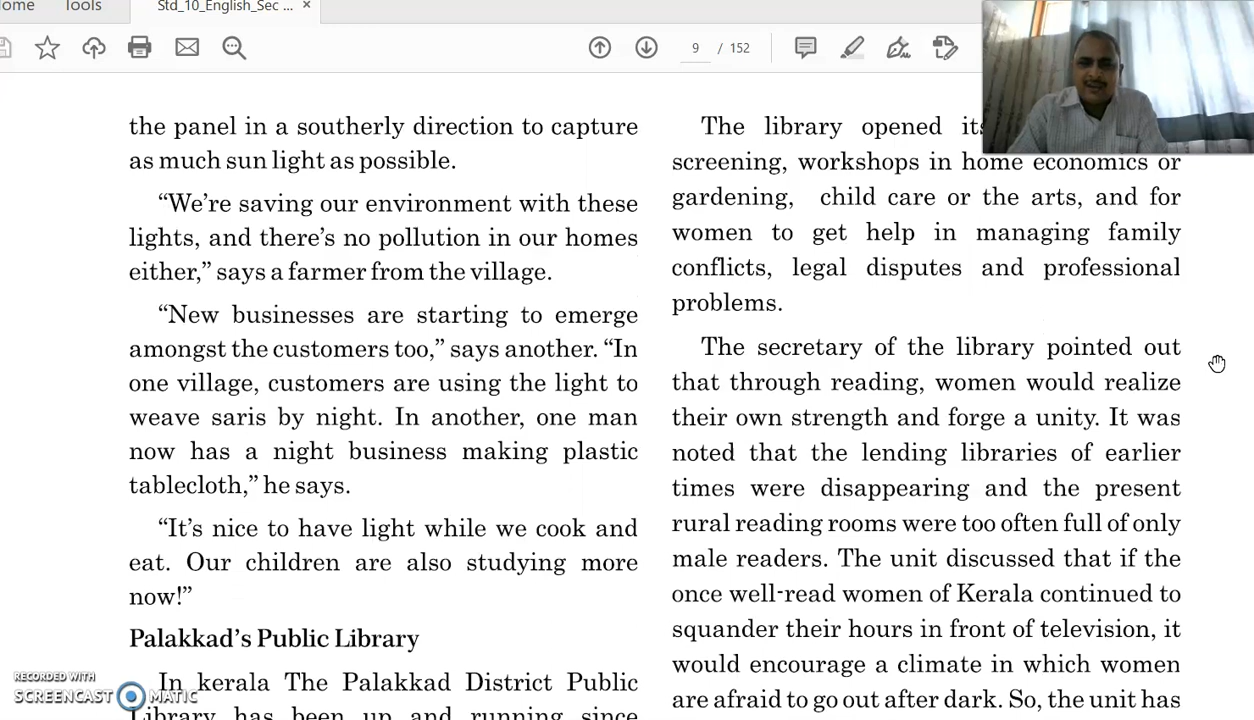 ome
Tools
Std_10_English_Sec ...
9 / 152
the panel in a southerly direction to capture
as much sun light as possible.
“We’re saving our environment with these
lights, and there’s no pollution in our homes
either,” says a farmer from the village.
“New businesses are starting to emerge
amongst the customers too,” says another. “In
one village, customers are using the light to
weave saris by night. In another, one man
now has a night business making plastic
tablecloth,” he says.
“It’s nice to have light while we cook and
eat. Our children are also studying more
now!”
Palakkad’s Public Library
In kerala The Palakkad District Public
Library has been up and running since
The library opened its
screening, workshops in home economics or
gardening, child care or the arts, and for
women to get help in managing family
conflicts, legal disputes and professional
problems.
The secretary of the library pointed out
that through reading, women would realize
their own strength and forge a unity. It was
noted that the lending libraries of earlier
times were disappearing and the present
rural reading rooms were too often full of only
male readers. The unit discussed that if the
once well-read women of Kerala continued to
squander their hours in front of television, it
would encourage a climate in which women
are afraid to go out after dark. So, the unit has
RECORDED WITH
SCREENCAST MATIC